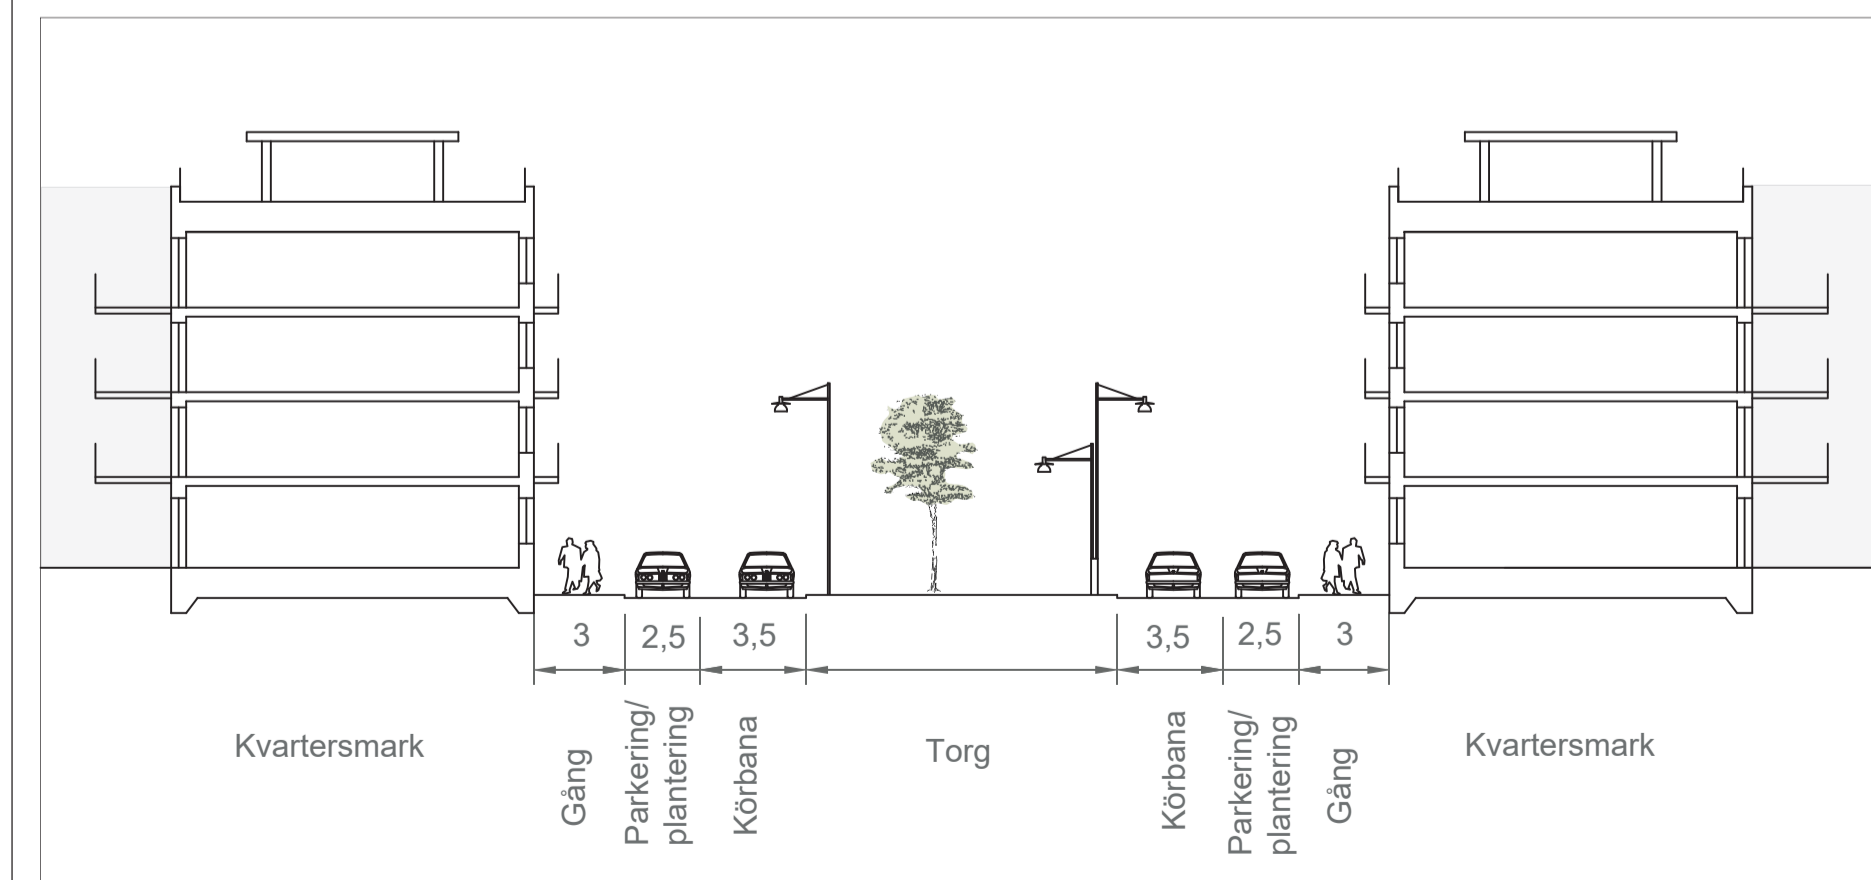 3
2,5
3,5
3,5
2,5
3
Kvartersmark
Gång
Parkering/
plantering
Körbana
Torg
Körbana
Parkering/
plantering
Gång
Kvartersmark